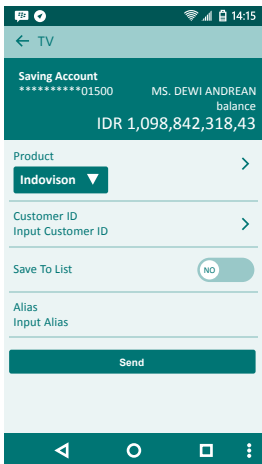 14:15
TV
Saving Account
**********01500 MS. DEWI ANDREAN
balance
IDR 1,098,842,318,43
Product
Indovison
Customer ID
Input Customer ID
Save To List NO
Alias
Input Alias
Send